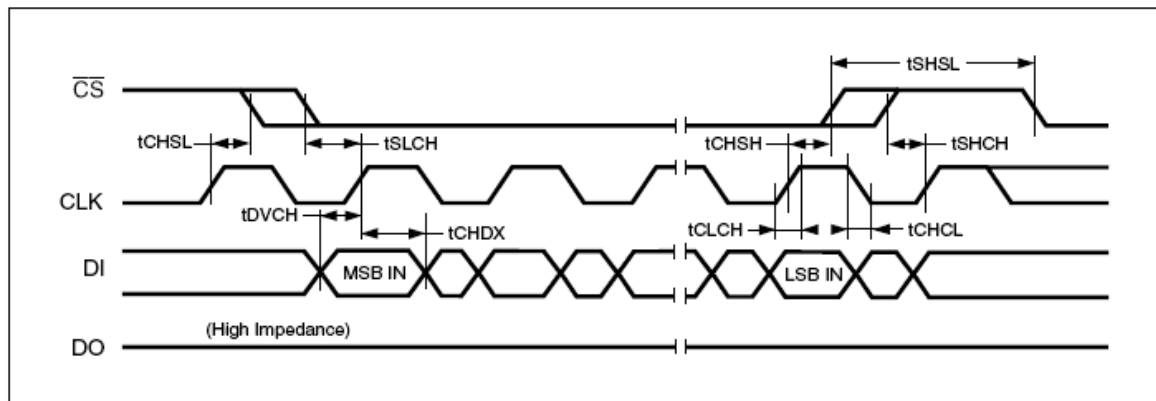 tSHSL
CS
tCHSL
tSLCH
tCHSH
tSHCH
CLK
tDVCH
tCHDX
tCLCH
tCHCL
DI
MSB IN
LSB IN
(High Impedance)
DO